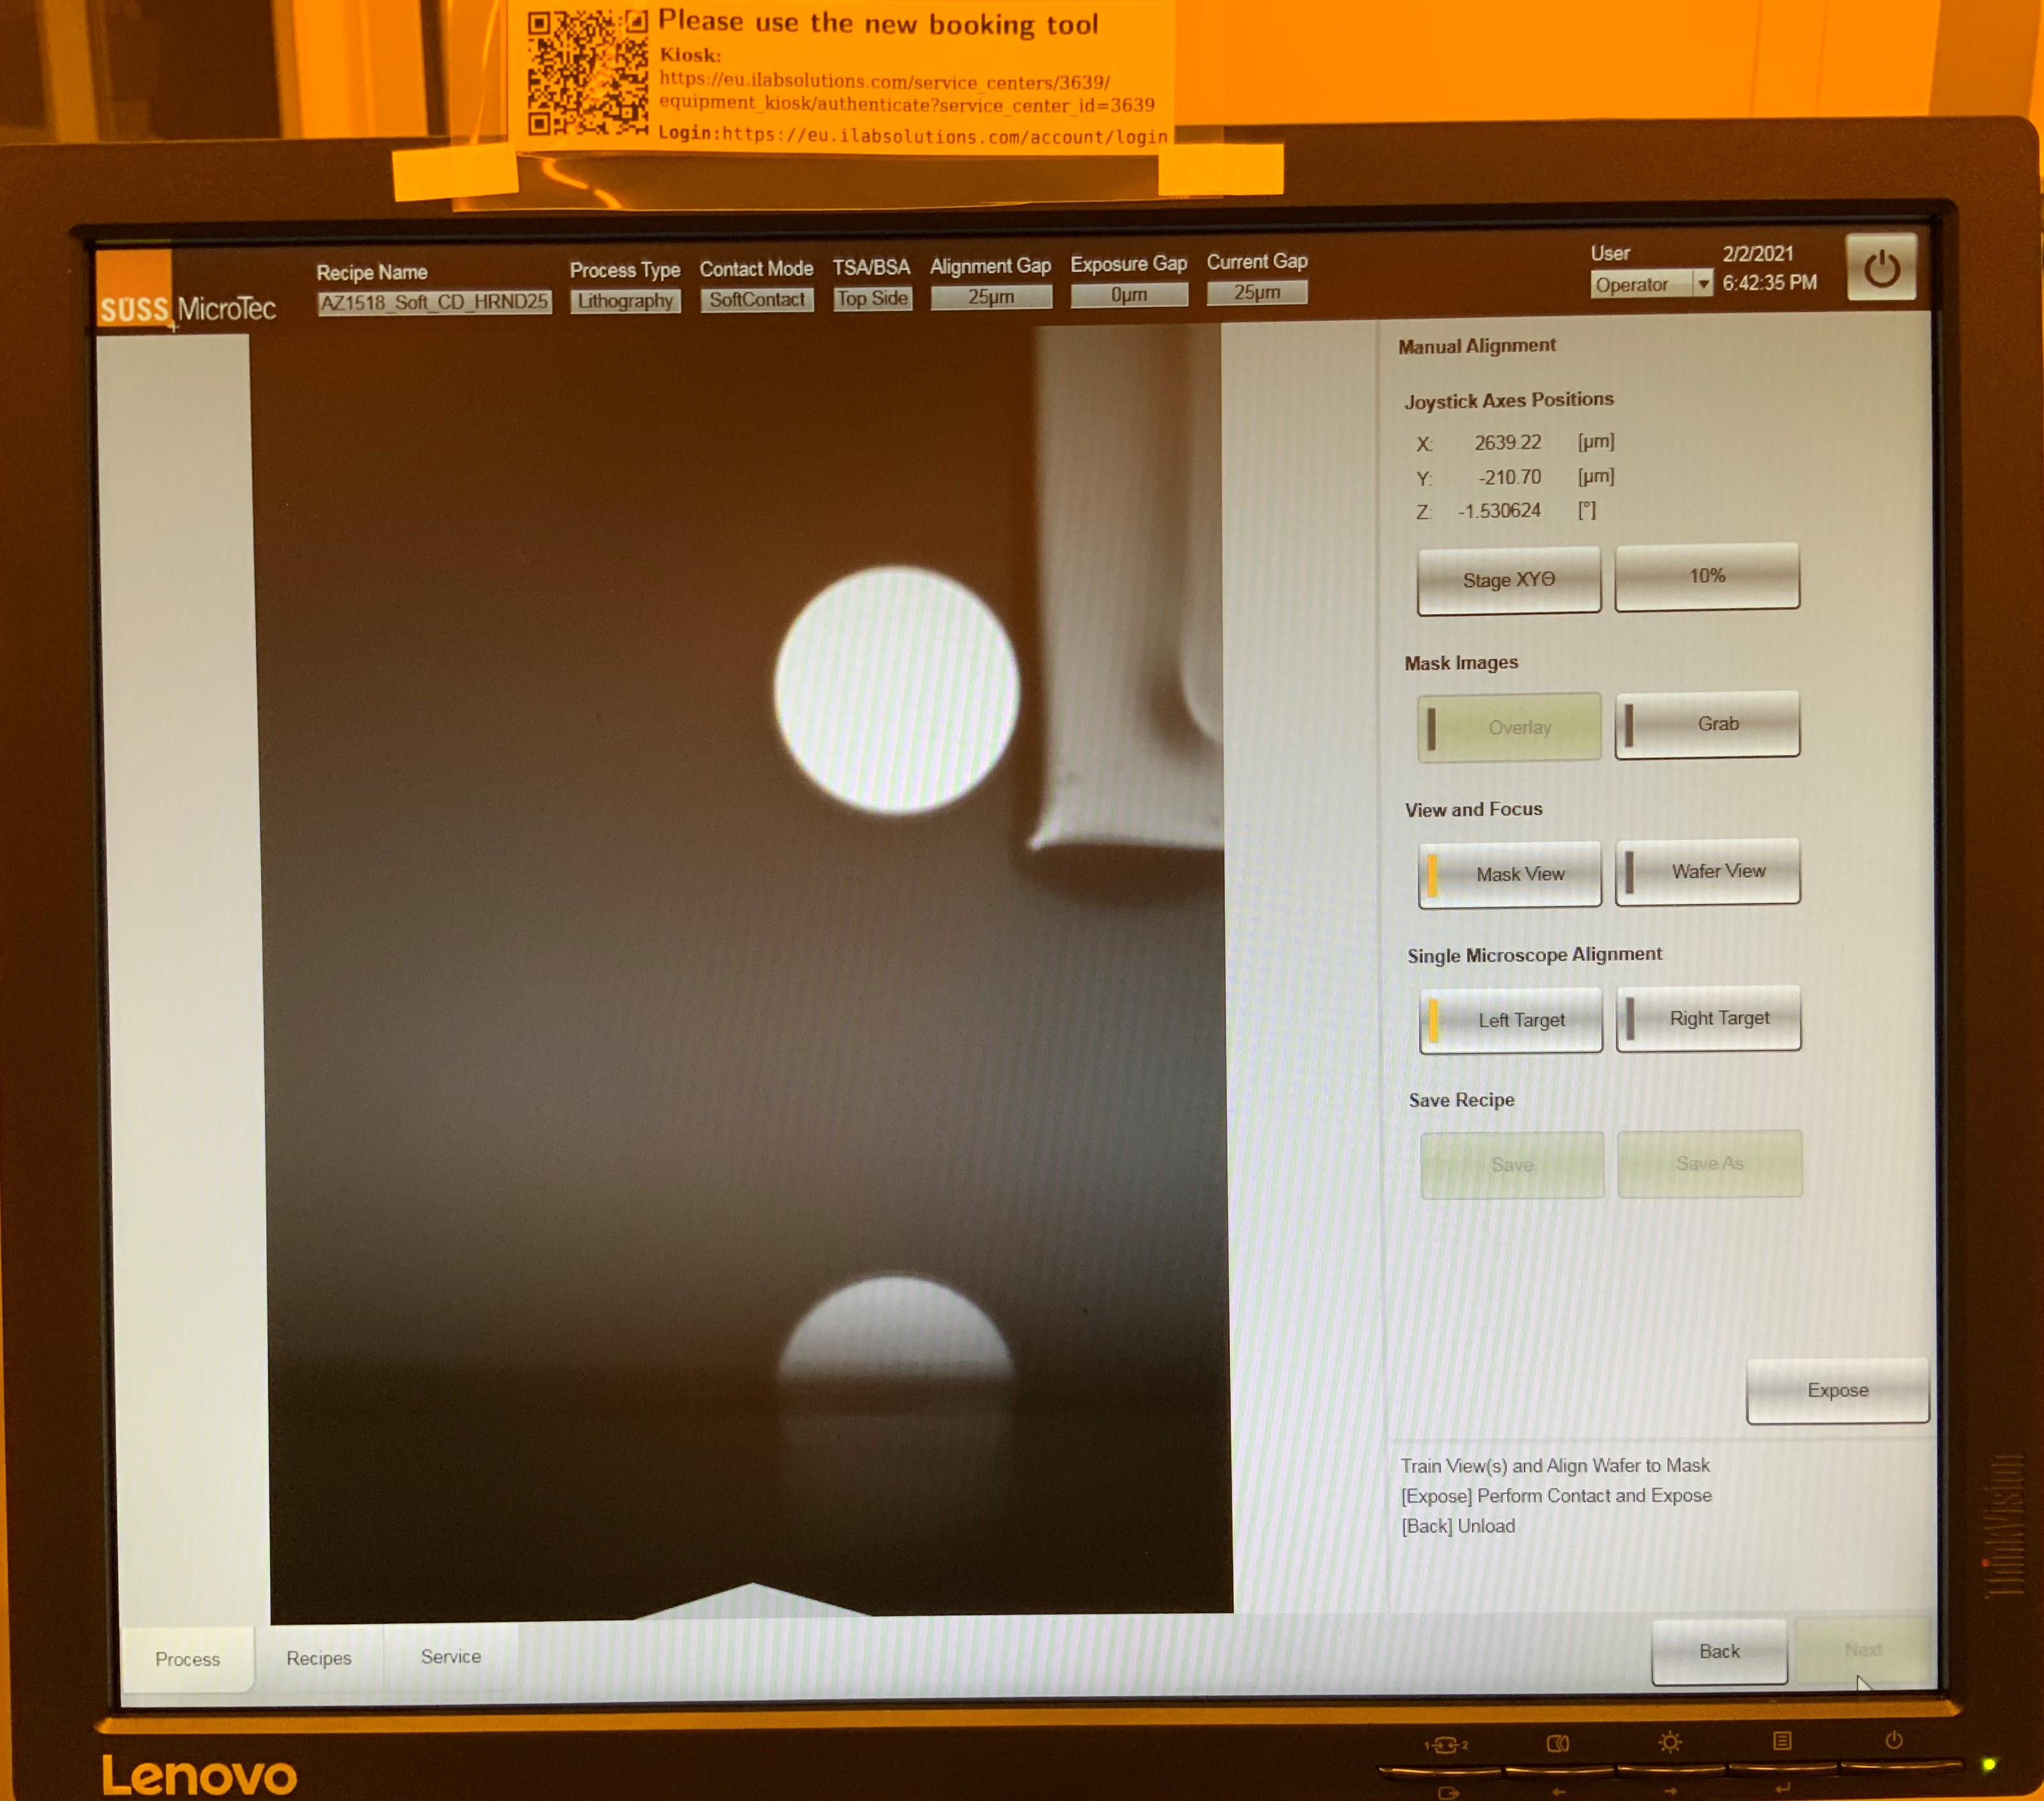 Please use the new booking tool
Kiosk:
https://eu.ilabsolutions.com/service_centers/3639/
equipment_kiosk/authenticate?service_center_id=3639
Login:https://eu.ilabsolutions.com/account/login
SUSS MicroTec
Recipe Name
AZ1518_Soft_CD_HRND25
Process Type
Lithography
Contact Mode
SoftContact
TSA/BSA
Top Side
Alignment Gap
25µm
Exposure Gap
0µm
Current Gap
25µm
User
Operator
2/2/2021
6:42:35 PM
Manual Alignment
Joystick Axes Positions
X: 2639.22 [µm]
Y: -210.70 [µm]
Z: -1.530624 [°]
Stage XYΘ 10%
Mask Images
Overlay Grab
View and Focus
Mask View Wafer View
Single Microscope Alignment
Left Target Right Target
Save Recipe
Save Save As
Expose
Train View(s) and Align Wafer to Mask
[Expose] Perform Contact and Expose
[Back] Unload
Process Recipes Service Back Next
ThinkVision
Lenovo
1 2